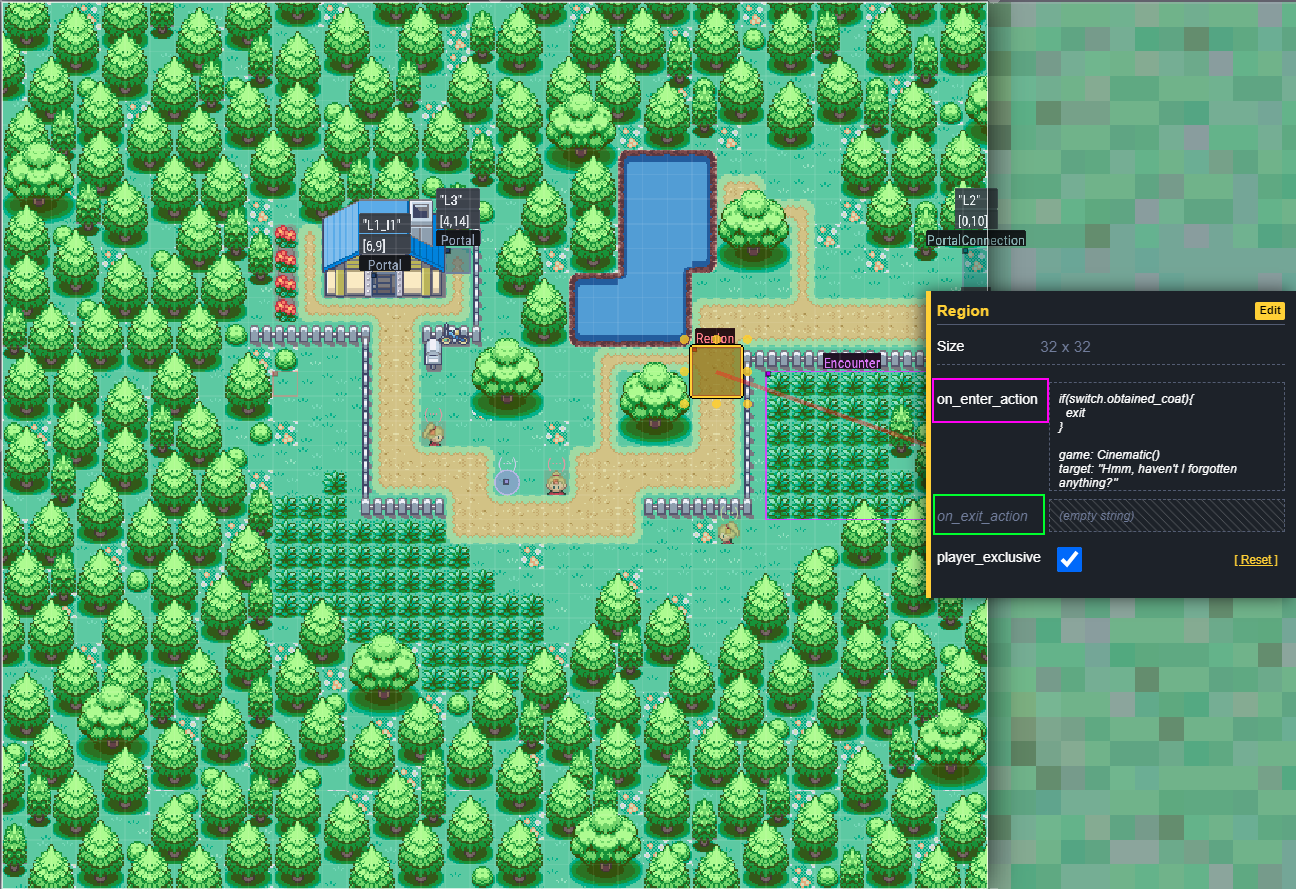 "L3"
[4,14]
Portal
"L1_I1"
[6,9]
Portal
"L2"
[0,10]
PortalConnection
Region
Encounter
Region
Edit
Size
32 x 32
on_enter_action
if(switch.obtained_coat){
exit
}
game: Cinematic()
target: "Hmm, haven't I forgotten
anything?"
on_exit_action
(empty string)
player_exclusive
[ Reset ]